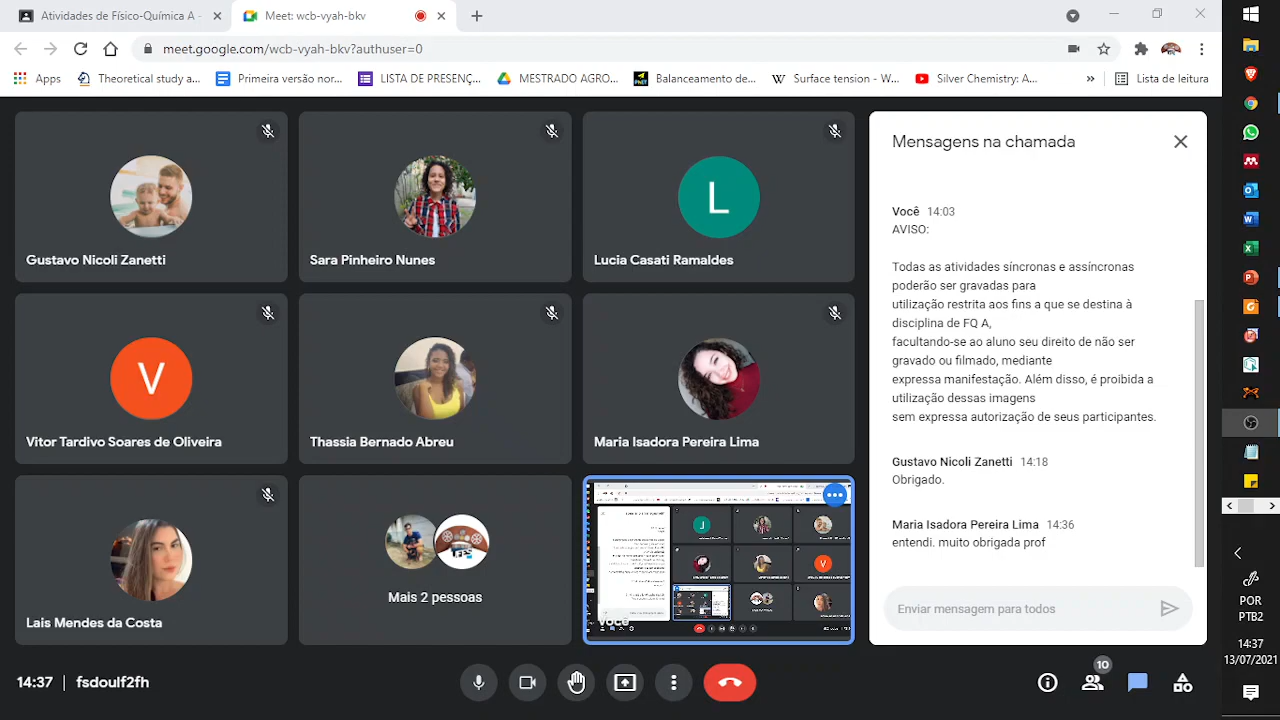 Atividades de Físico-Química A -
Meet: wcb-vyah-bkv
meet.google.com/wcb-vyah-bkv?authuser=0
Apps
Theoretical study a...
Primeira versão nor...
LISTA DE PRESENÇ...
MESTRADO AGRO...
Balanceamento de...
Surface tension - W...
Silver Chemistry: A...
»
Lista de leitura
Gustavo Nicoli Zanetti
Sara Pinheiro Nunes
L
Lucia Casati Ramaldes
V
Vitor Tardivo Soares de Oliveira
Thassia Bernado Abreu
Maria Isadora Pereira Lima
Lais Mendes da Costa
Mais 2 pessoas
Você
Mensagens na chamada
Você 14:03
AVISO:
Todas as atividades síncronas e assíncronas
poderão ser gravadas para
utilização restrita aos fins a que se destina à
disciplina de FQ A,
facultando-se ao aluno seu direito de não ser
gravado ou filmado, mediante
expressa manifestação. Além disso, é proibida a
utilização dessas imagens
sem expressa autorização de seus participantes.
Gustavo Nicoli Zanetti 14:18
Obrigado.
Maria Isadora Pereira Lima 14:36
entendi. muito obrigada prof
Enviar mensagem para todos
14:37 | fsdoulf2fh
10
POR
PTB2
14:37
13/07/2021